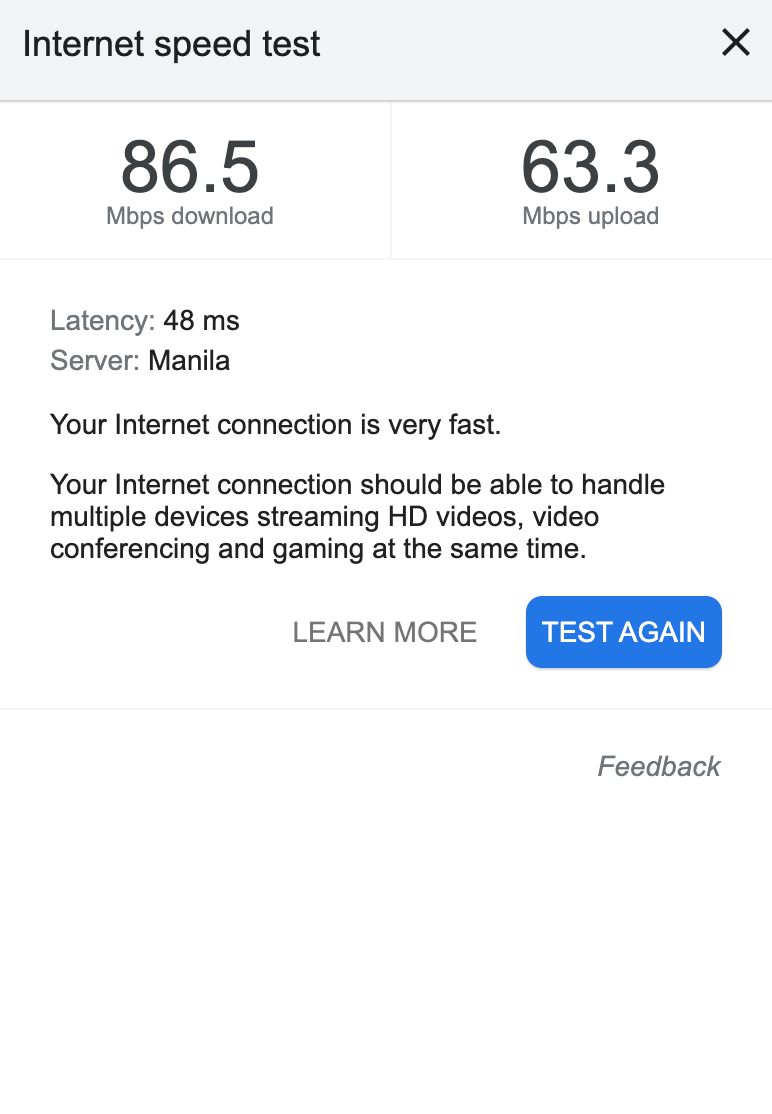 Internet speed test
86.5
Mbps download
63.3
Mbps upload
Latency: 48 ms
Server: Manila
Your Internet connection is very fast.
Your Internet connection should be able to handle
multiple devices streaming HD videos, video
conferencing and gaming at the same time.
LEARN MORE
TEST AGAIN
Feedback